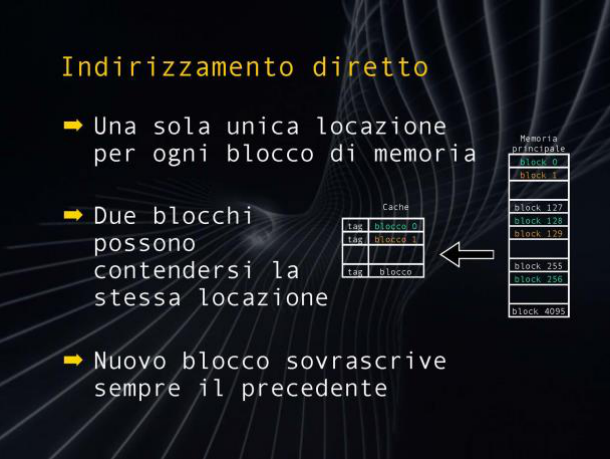 Indirizzamento diretto
Una sola unica locazione
per ogni blocco di memoria
Due blocchi
possono
contendersi la
stessa locazione
Nuovo blocco sovrascrive
sempre il precedente
Cache
tag blocco 0
tag blocco 1
tag blocco
Memoria
principale
block 0
block 1
block 127
block 128
block 129
block 255
block 256
block 4095